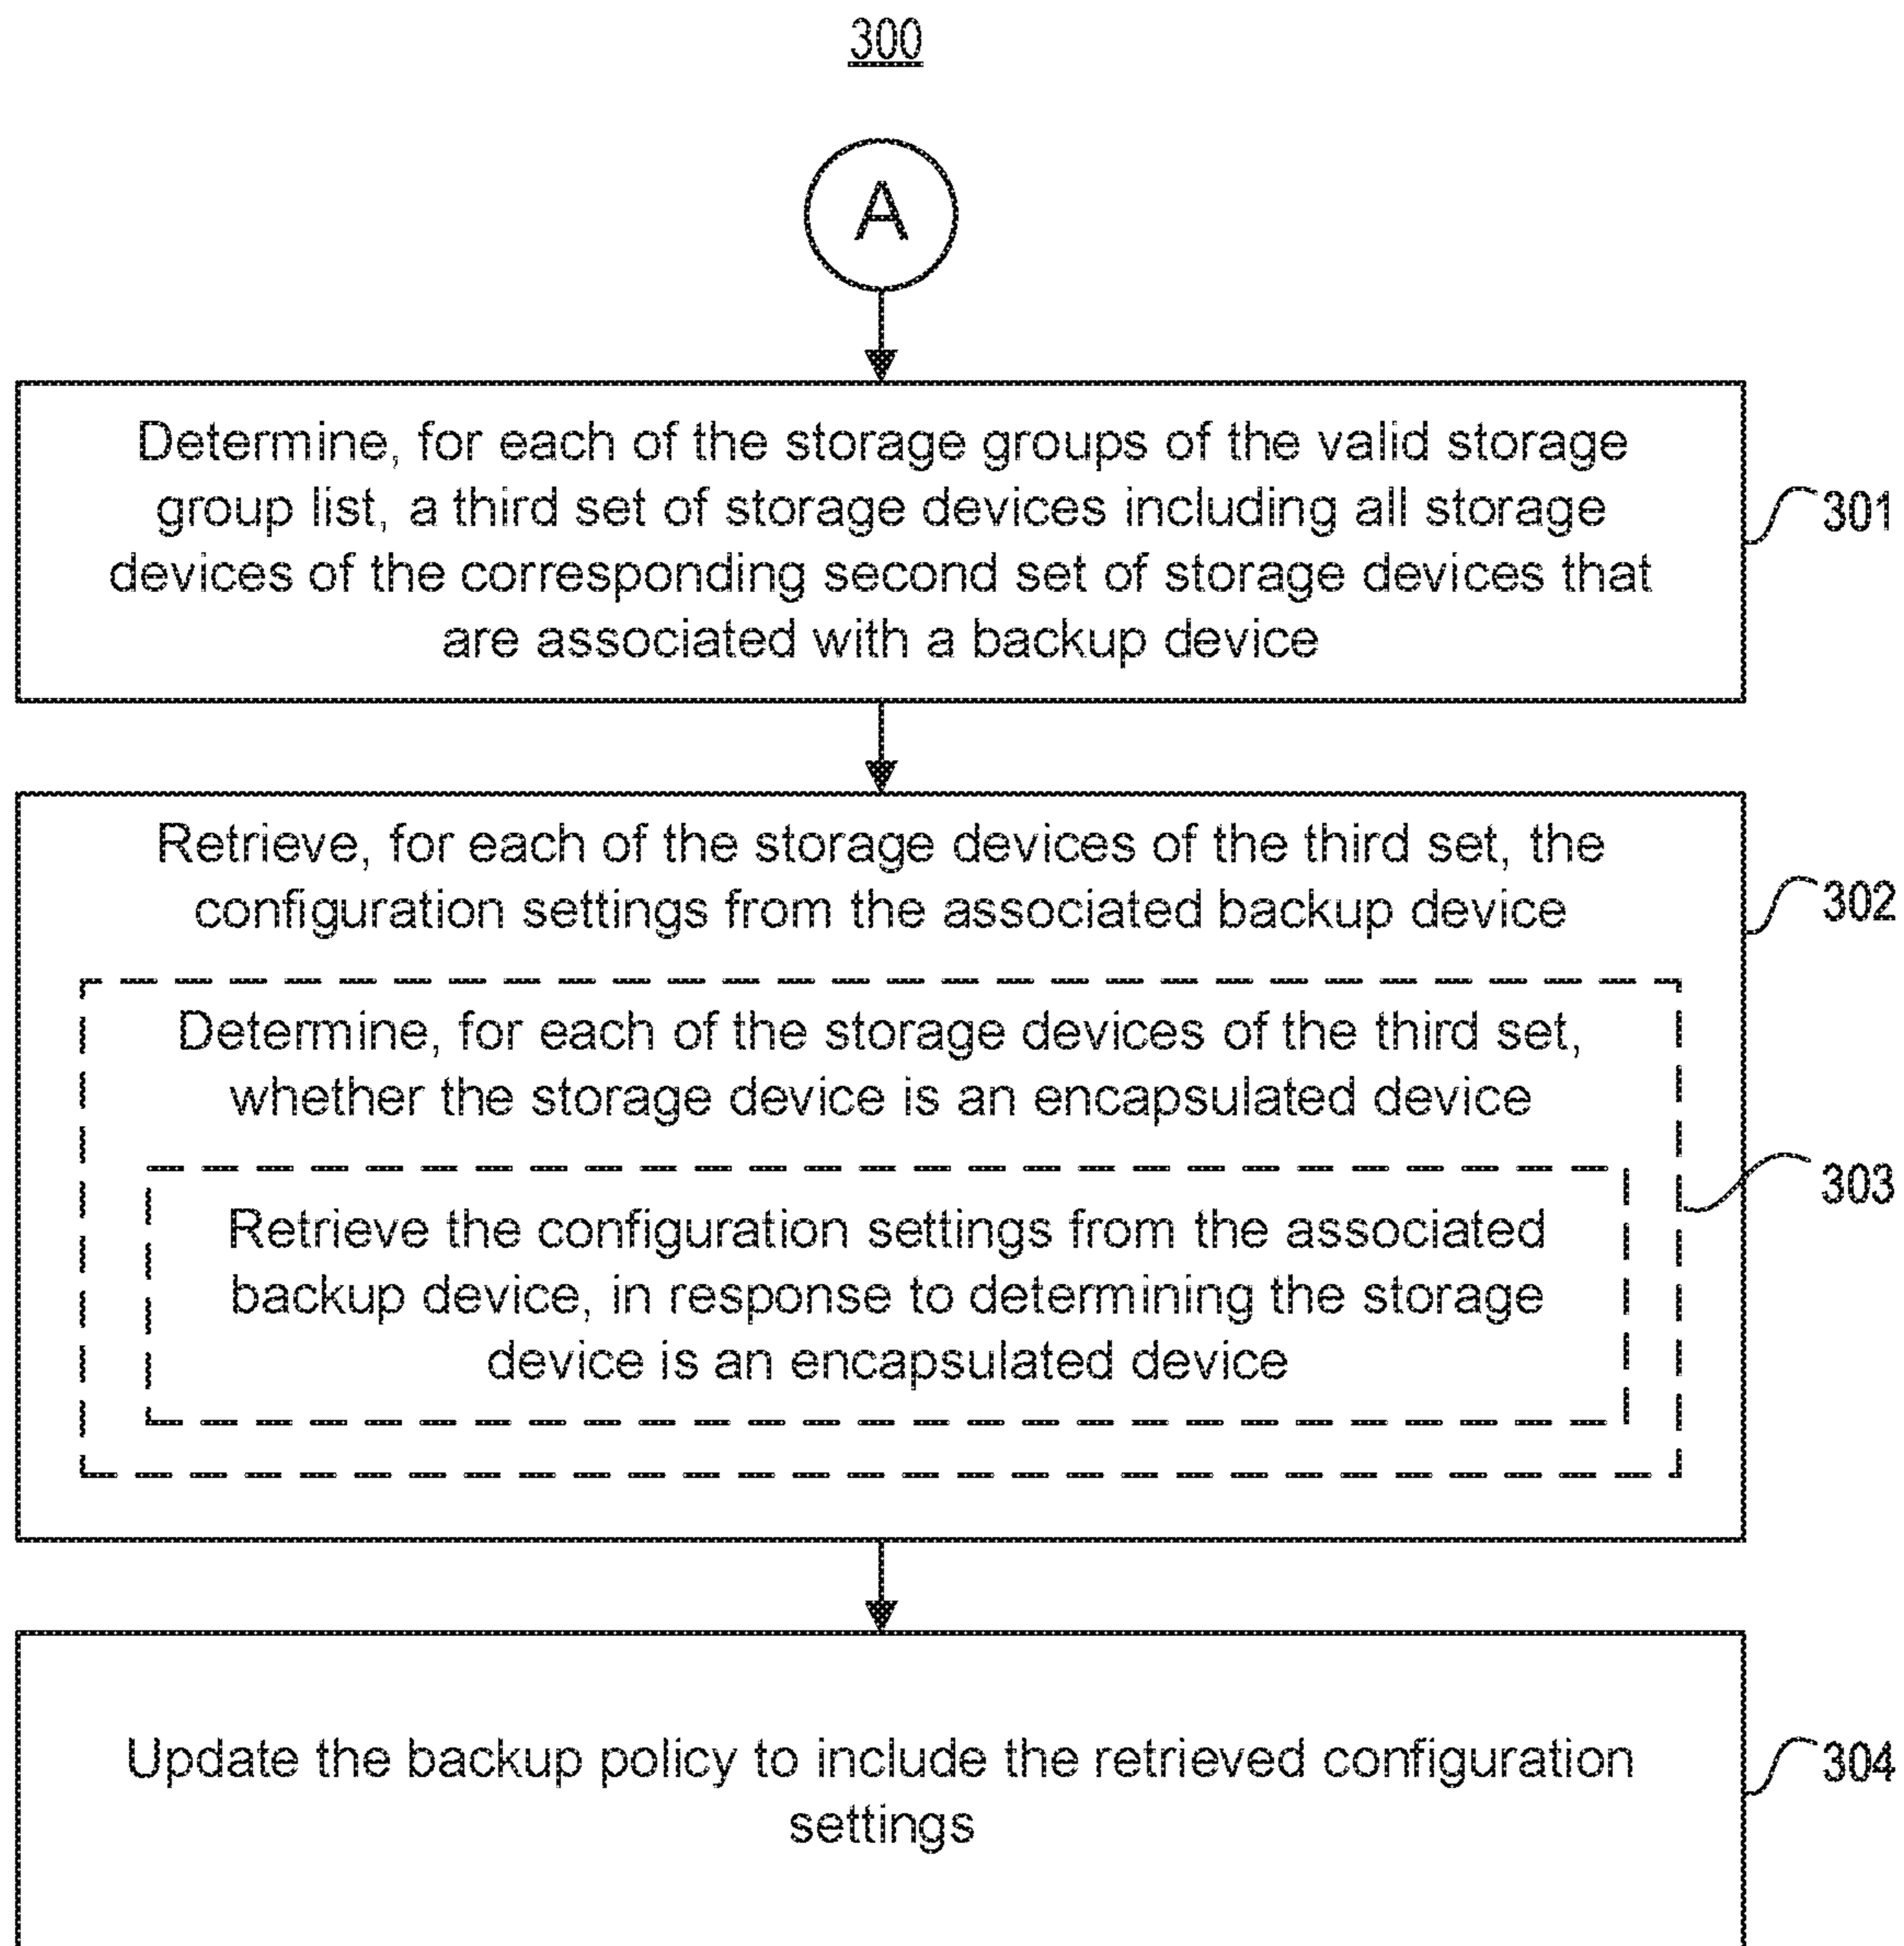 300
A
Determine, for each of the storage groups of the valid storage
group list, a third set of storage devices including all storage
devices of the corresponding second set of storage devices that
are associated with a backup device
301
Retrieve, for each of the storage devices of the third set, the
configuration settings from the associated backup device
302
Determine, for each of the storage devices of the third set,
whether the storage device is an encapsulated device
303
Retrieve the configuration settings from the associated
backup device, in response to determining the storage
device is an encapsulated device
Update the backup policy to include the retrieved configuration
settings
304